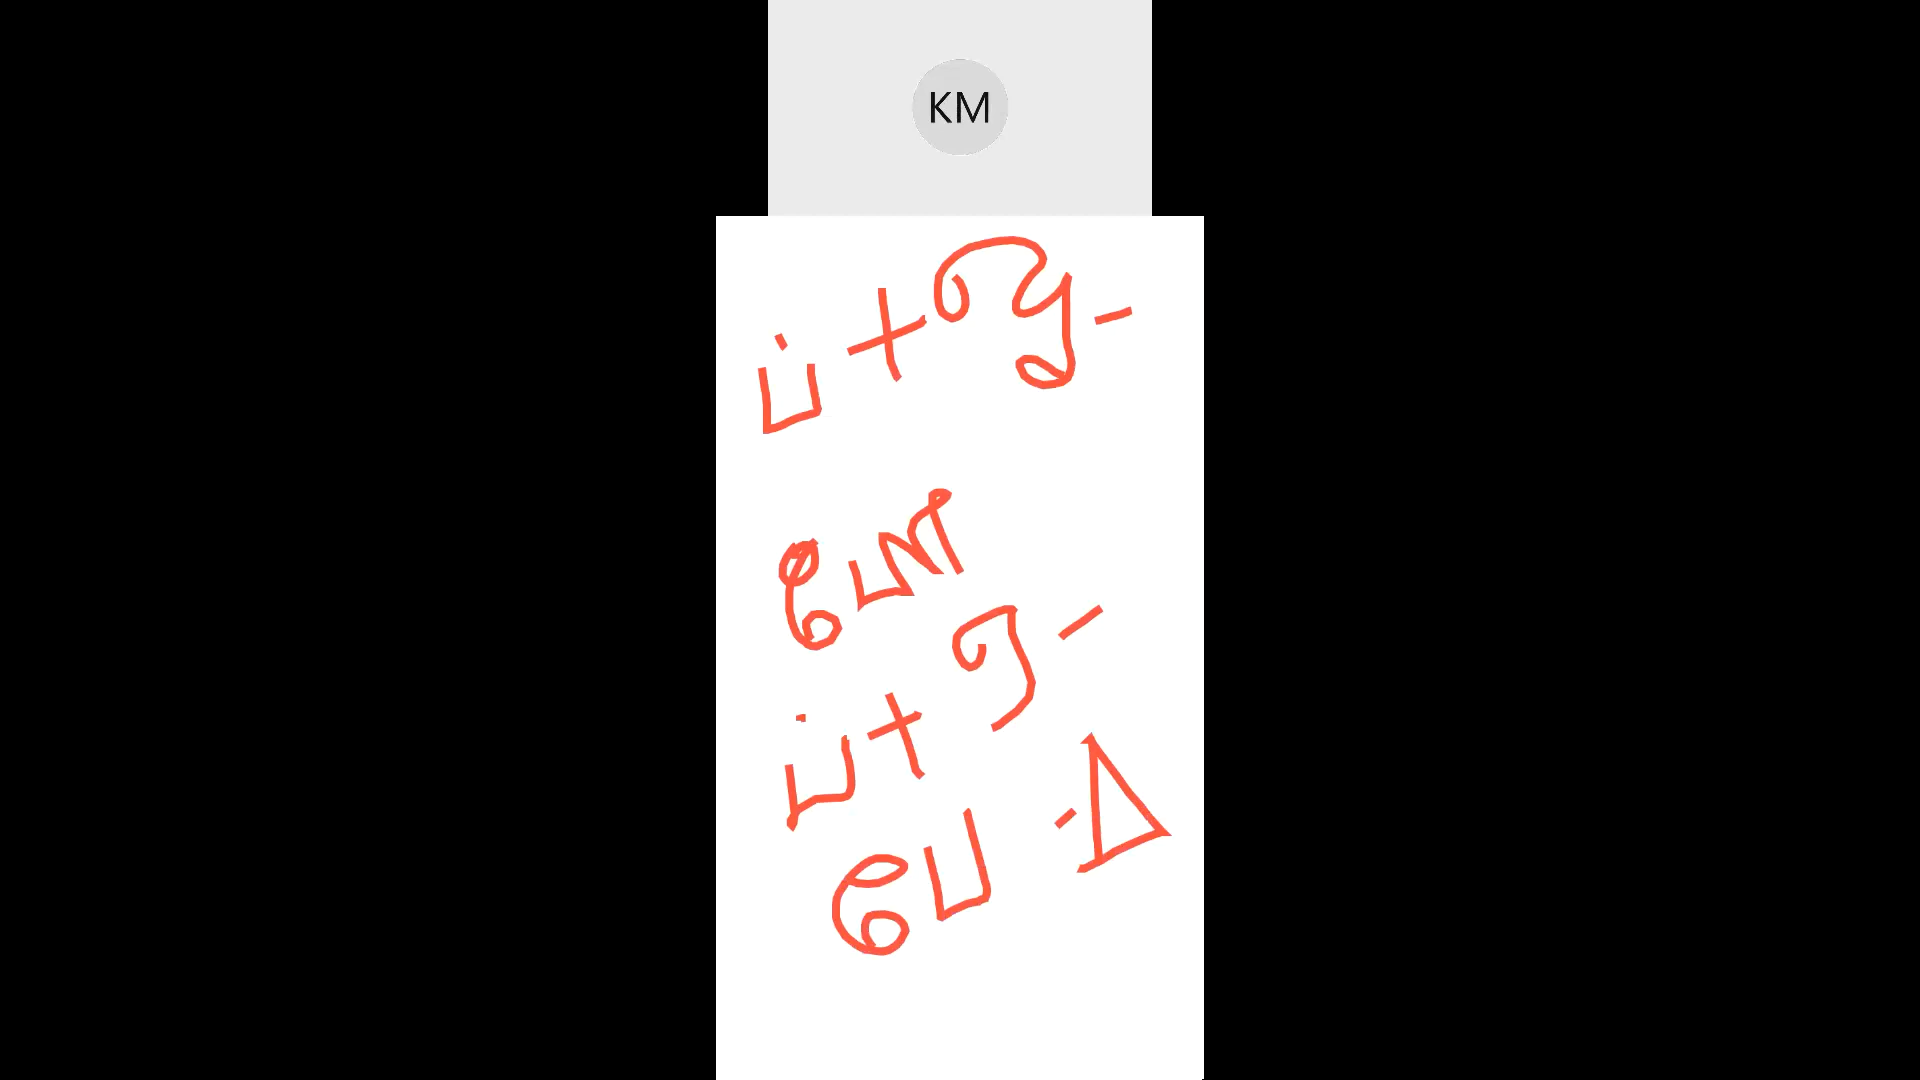 KM
ப் + ஓ -
போ
ப் + ஏ -
பே - Δ